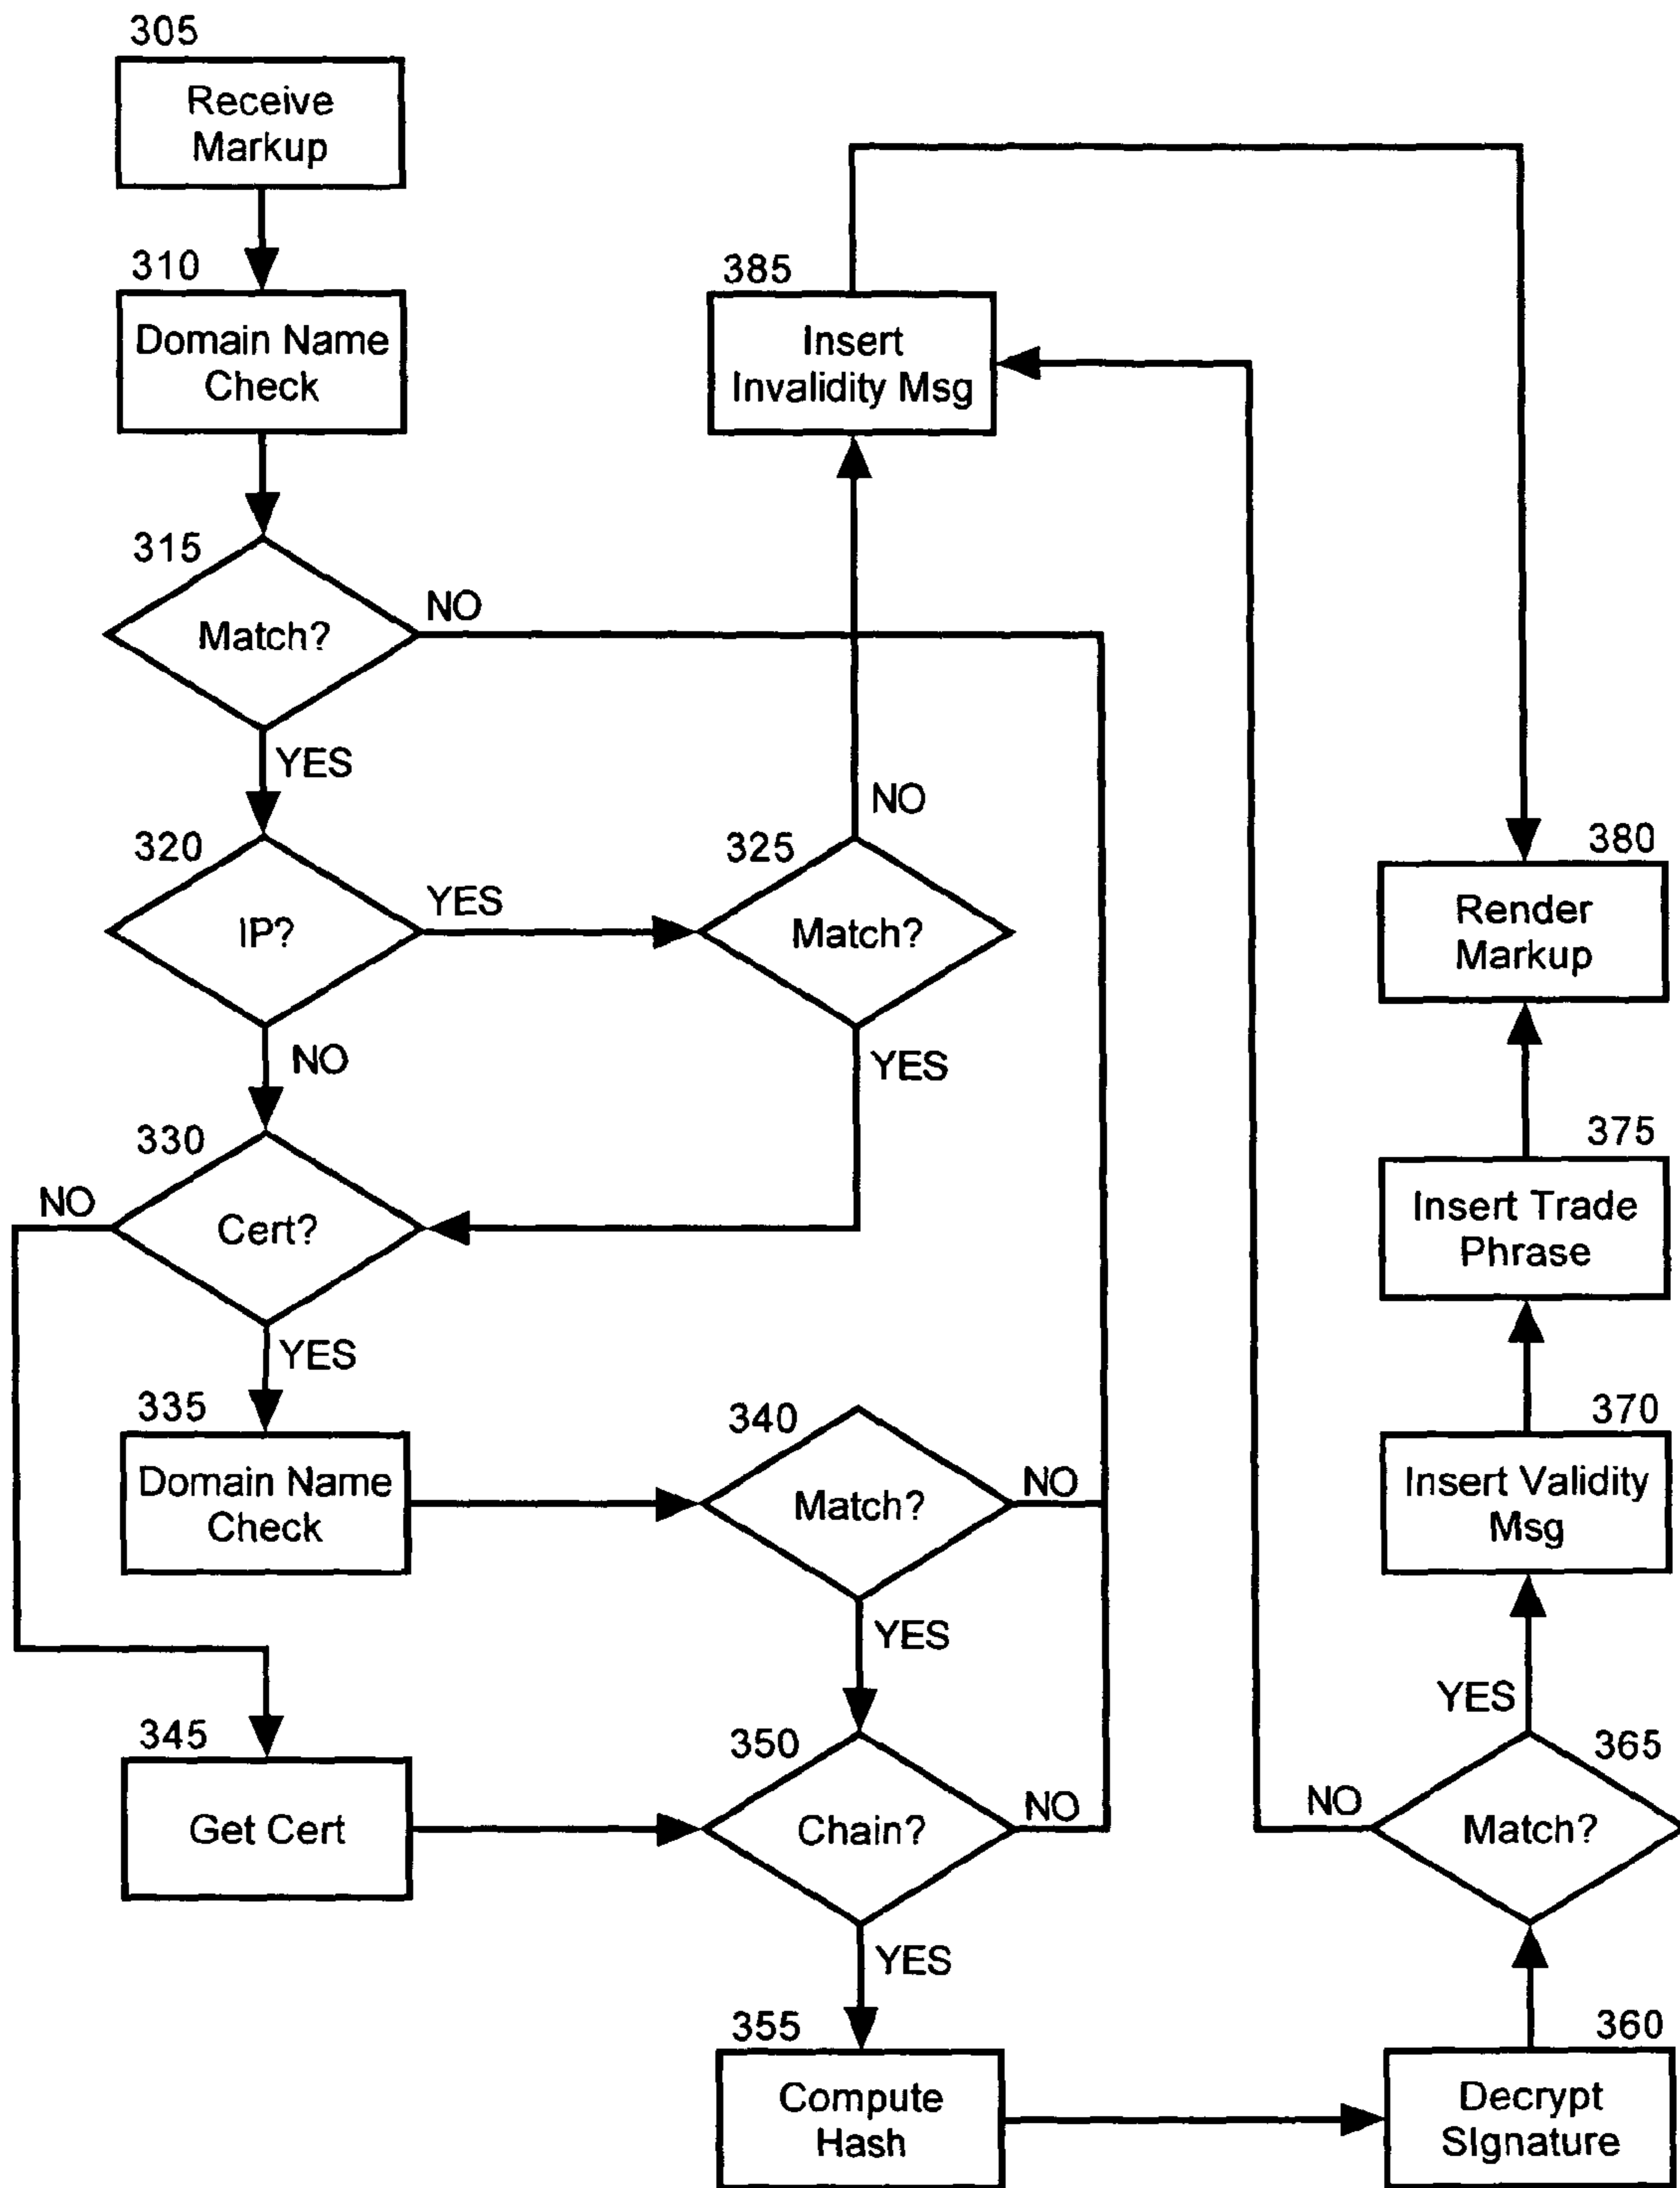 305
Receive
Markup
310
Domain Name
Check
385
Insert
Invalidity Msg
315
Match?
NO
YES
320
IP?
YES
NO
325
Match?
NO
YES
380
Render
Markup
330
Cert?
NO
YES
375
Insert Trade
Phrase
335
Domain Name
Check
340
Match?
NO
YES
370
Insert Validity
Msg
345
Get Cert
350
Chain?
NO
YES
YES
365
Match?
NO
355
Compute
Hash
360
Decrypt
SIgnature